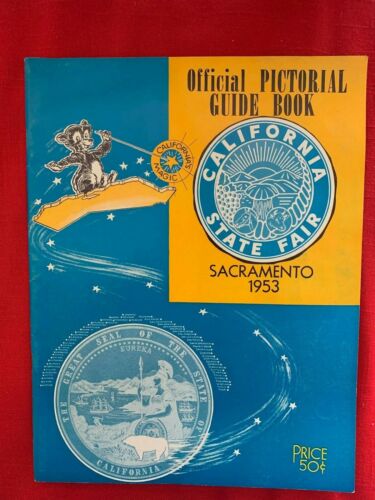 Official PICTORIAL
GUIDE BOOK
CALIFORNIA
STATE FAIR
SACRAMENTO
1953
CALIFORNIA'S
MAGIC
THE GREAT SEAL OF THE STATE OF
CALIFORNIA
EUREKA
PRICE
50¢